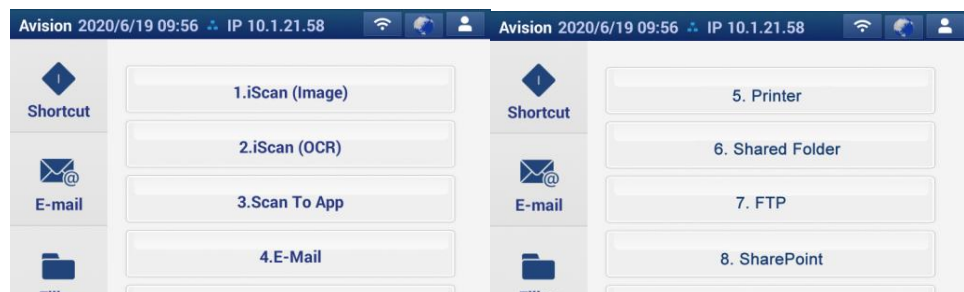 Avision 2020/6/19 09:56 IP 10.1.21.58
Shortcut
E-mail
1.iScan (Image)
2.iScan (OCR)
3.Scan To App
4.E-Mail
Avision 2020/6/19 09:56 IP 10.1.21.58
Shortcut
E-mail
5. Printer
6. Shared Folder
7. FTP
8. SharePoint